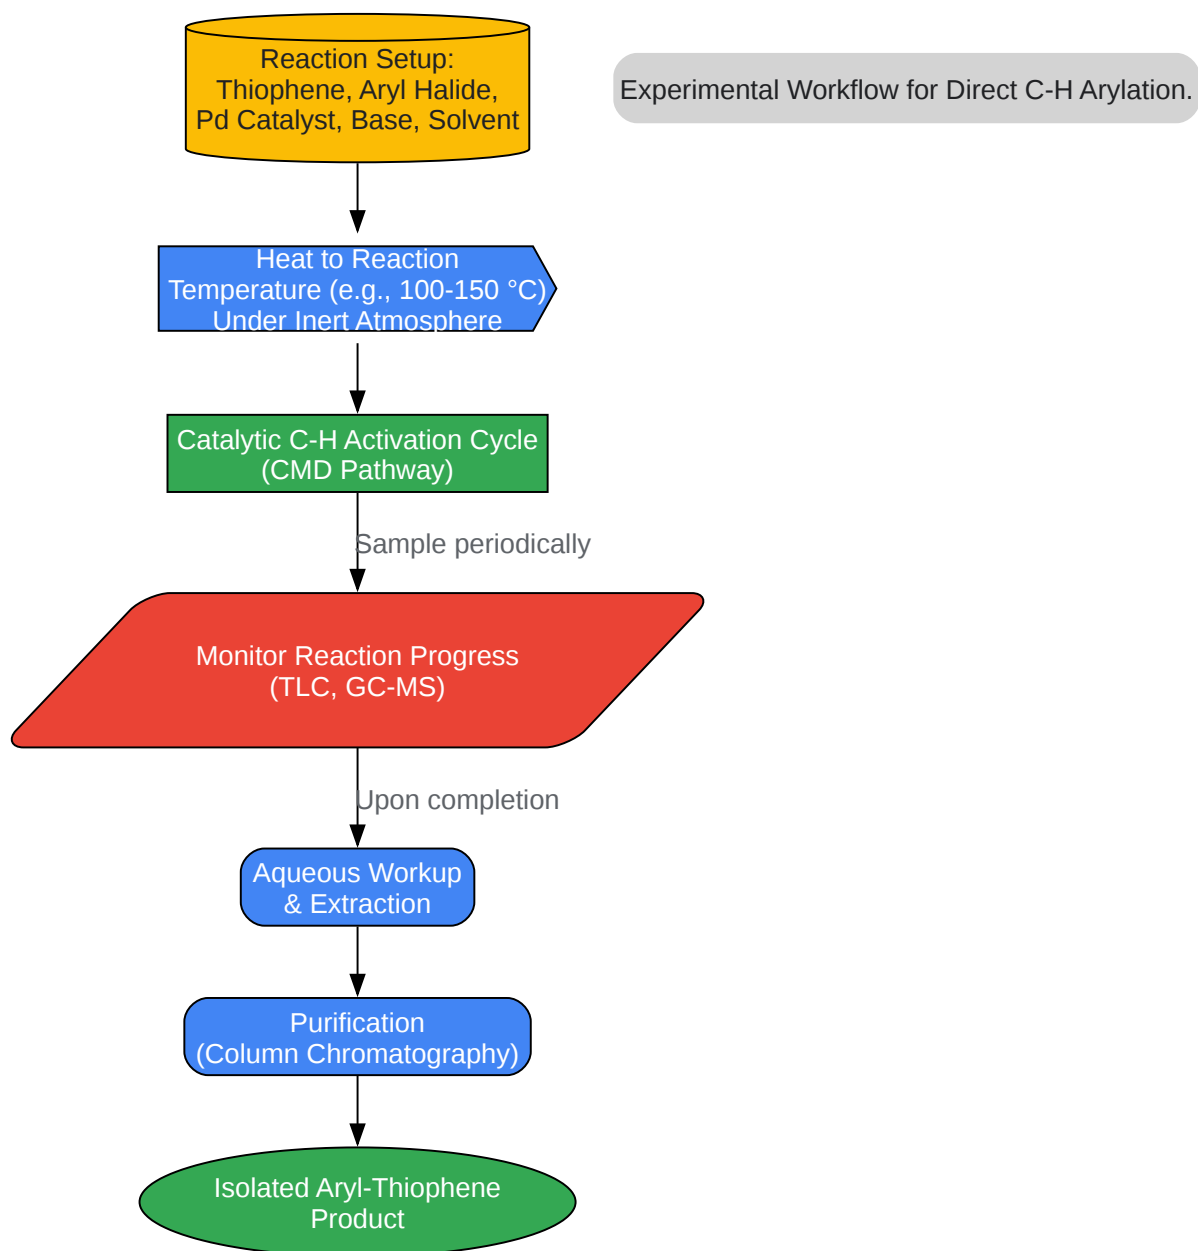 Reaction Setup:
Thiophene, Aryl Halide,
Pd Catalyst, Base, Solvent
Experimental Workflow for Direct C-H Arylation.
Heat to Reaction
Temperature (e.g., 100-150 °C)
Under Inert Atmosphere
Catalytic C-H Activation Cycle
(CMD Pathway)
Sample periodically
Monitor Reaction Progress
(TLC, GC-MS)
Upon completion
Aqueous Workup
& Extraction
Purification
(Column Chromatography)
Isolated Aryl-Thiophene
Product